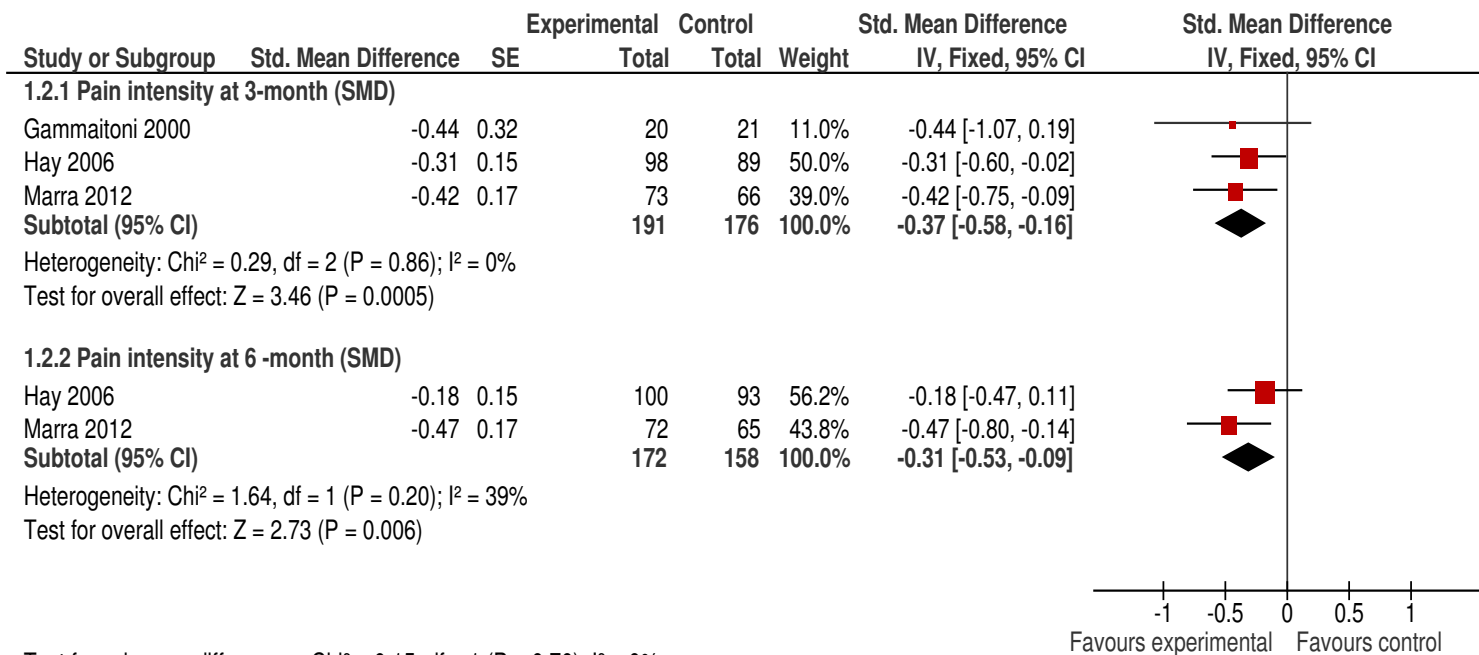 Experimental Control Std. Mean Difference Std. Mean Difference
Study or Subgroup Std. Mean Difference SE Total Total Weight IV, Fixed, 95% CI IV, Fixed, 95% CI
1.2.1 Pain intensity at 3-month (SMD)
Gammaitoni 2000 -0.44 0.32 20 21 11.0% -0.44 [-1.07, 0.19]
Hay 2006 -0.31 0.15 98 89 50.0% -0.31 [-0.60, -0.02]
Marra 2012 -0.42 0.17 73 66 39.0% -0.42 [-0.75, -0.09]
Subtotal (95% CI) 191 176 100.0% -0.37 [-0.58, -0.16]
Heterogeneity: Chi² = 0.29, df = 2 (P = 0.86); I² = 0%
Test for overall effect: Z = 3.46 (P = 0.0005)
1.2.2 Pain intensity at 6 -month (SMD)
Hay 2006 -0.18 0.15 100 93 56.2% -0.18 [-0.47, 0.11]
Marra 2012 -0.47 0.17 72 65 43.8% -0.47 [-0.80, -0.14]
Subtotal (95% CI) 172 158 100.0% -0.31 [-0.53, -0.09]
Heterogeneity: Chi² = 1.64, df = 1 (P = 0.20); I² = 39%
Test for overall effect: Z = 2.73 (P = 0.006)
-1 -0.5 0 0.5 1
Favours experimental Favours control